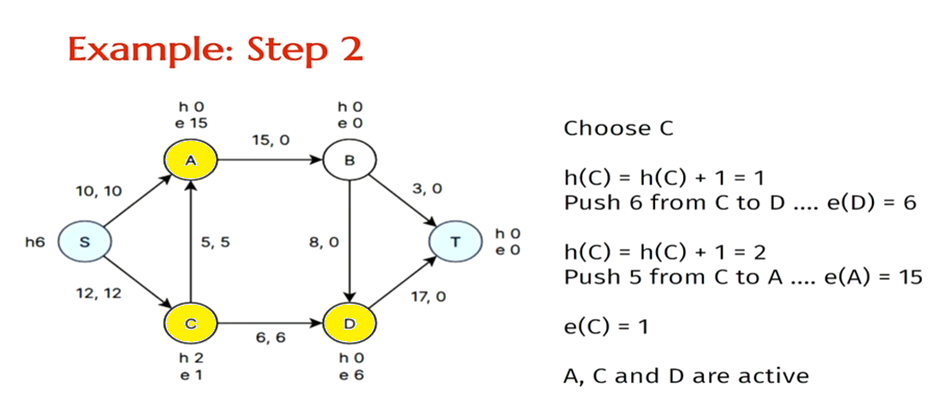 Example: Step 2
h 0
e 15
h 0
e 0
15, 0
A
B
10, 10
3, 0
h6
S
5, 5
8, 0
T
h 0
e 0
12, 12
17, 0
C
D
6, 6
h 2
e 1
h 0
e 6
Choose C
h(C) = h(C) + 1 = 1
Push 6 from C to D .... e(D) = 6
h(C) = h(C) + 1 = 2
Push 5 from C to A .... e(A) = 15
e(C) = 1
A, C and D are active